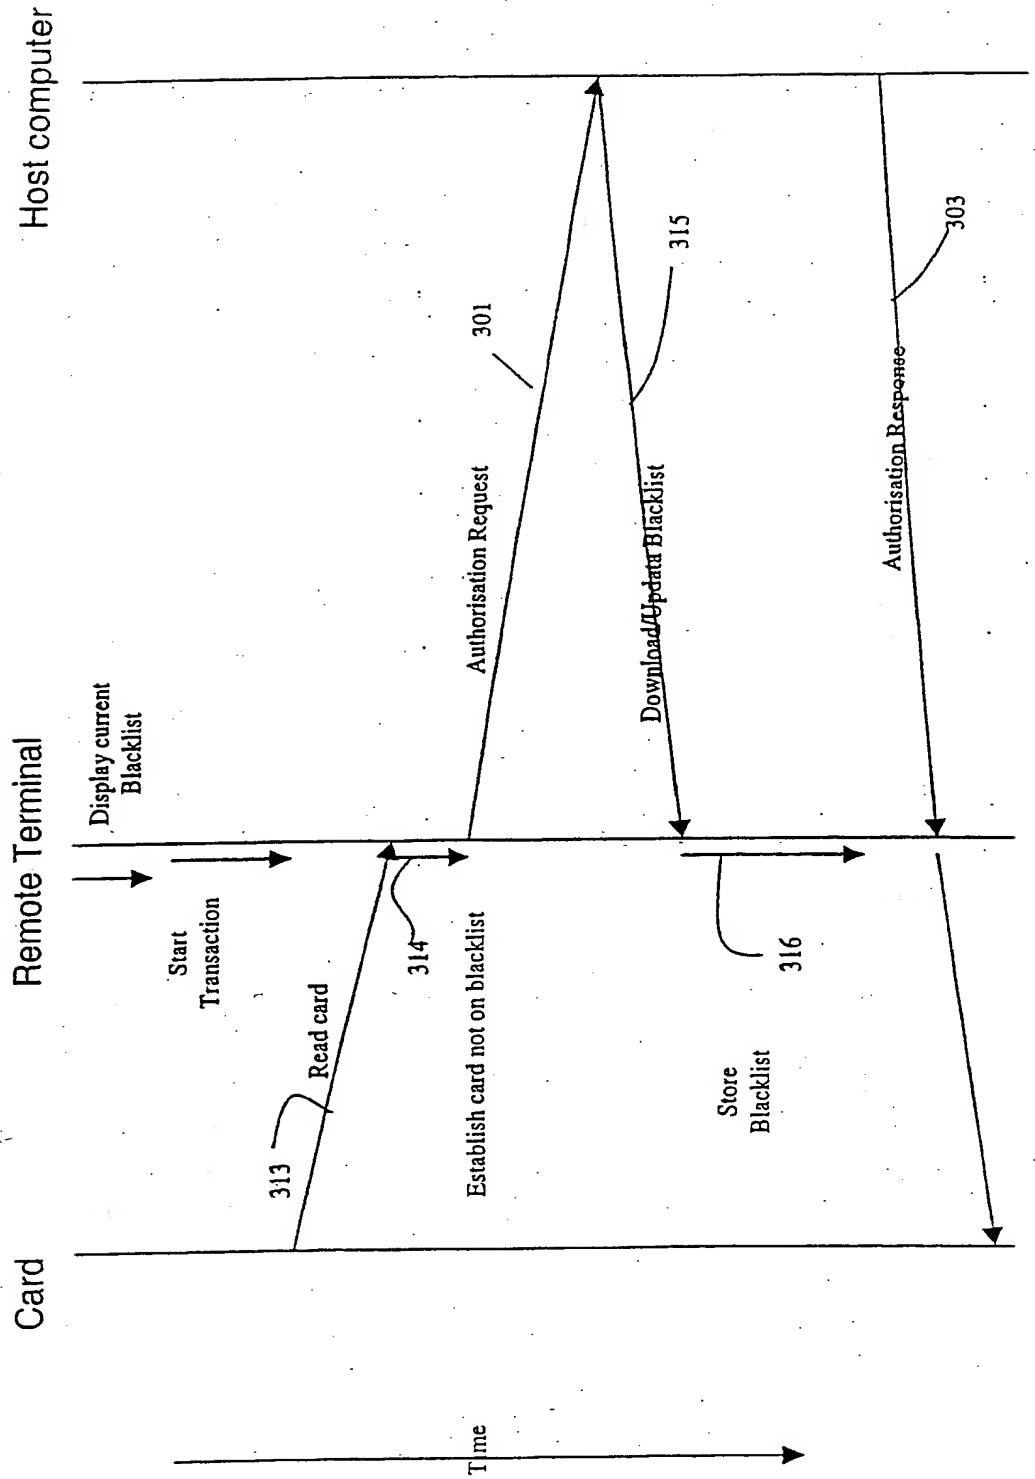 Card
Remote Terminal
Host computer
Display current
Blacklist
Start
Transaction
313
Read card
314
Establish card not on blacklist
Authorisation Request
301
Download/Updata Blacklist
315
Store
Blacklist
316
Authorisation Response
303
Time